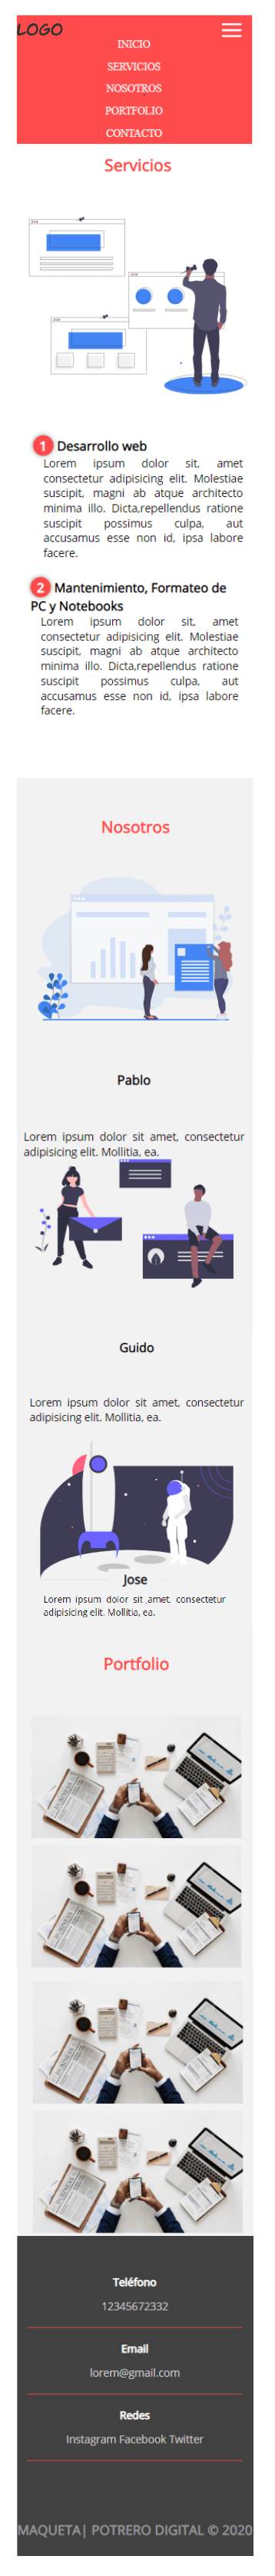 LOGO
INICIO
SERVICIOS
NOSOTROS
PORTFOLIO
CONTACTO
Servicios
1 Desarrollo web
Lorem ipsum dolor sit, amet
consectetur adipisicing elit. Molestiae
suscipit, magni ab atque architecto
minima illo. Dicta,repellendus ratione
suscipit possimus culpa, aut
accusamus esse non id, ipsa labore
facere.
2 Mantenimiento, Formateo de
PC y Notebooks
Lorem ipsum dolor sit, amet
consectetur adipisicing elit. Molestiae
suscipit, magni ab atque architecto
minima illo. Dicta,repellendus ratione
suscipit possimus culpa, aut
accusamus esse non id, ipsa labore
facere.
Nosotros
Pablo
Lorem ipsum dolor sit amet, consectetur
adipisicing elit. Mollitia, ea.
Guido
Lorem ipsum dolor sit amet, consectetur
adipisicing elit. Mollitia, ea.
Jose
Lorem ipsum dolor sit amet, consectetur
adipisicing elit. Mollitia, ea.
Portfolio
BUSINESS
BUSINESS
BUSINESS
BUSINESS
Teléfono
12345672332
Email
lorem@gmail.com
Redes
Instagram Facebook Twitter
MAQUETA| POTRERO DIGITAL © 2020